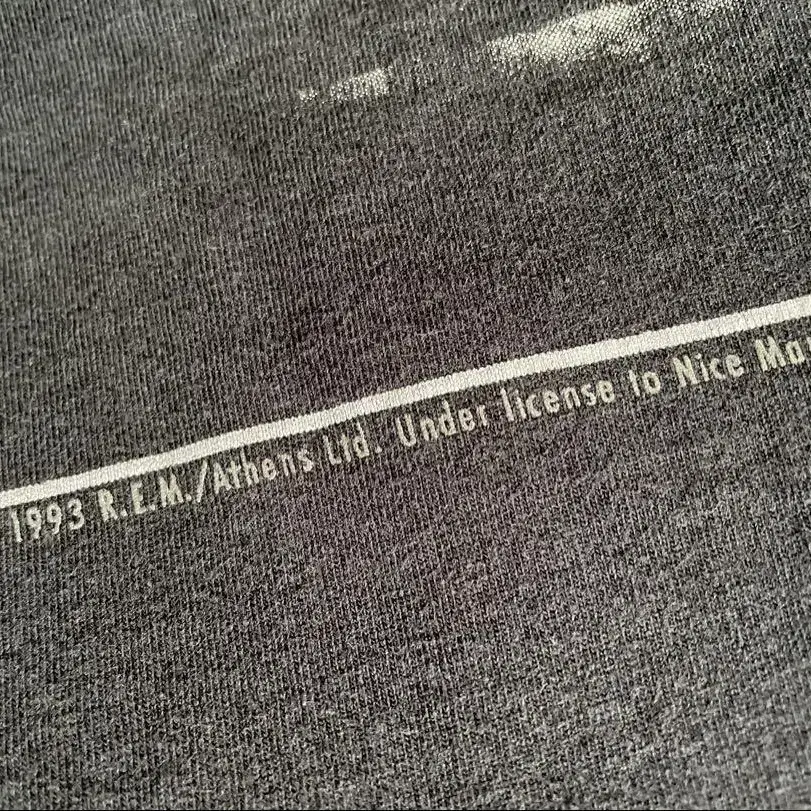 1993 R.E.M./Athens Ltd. Under license to Nice